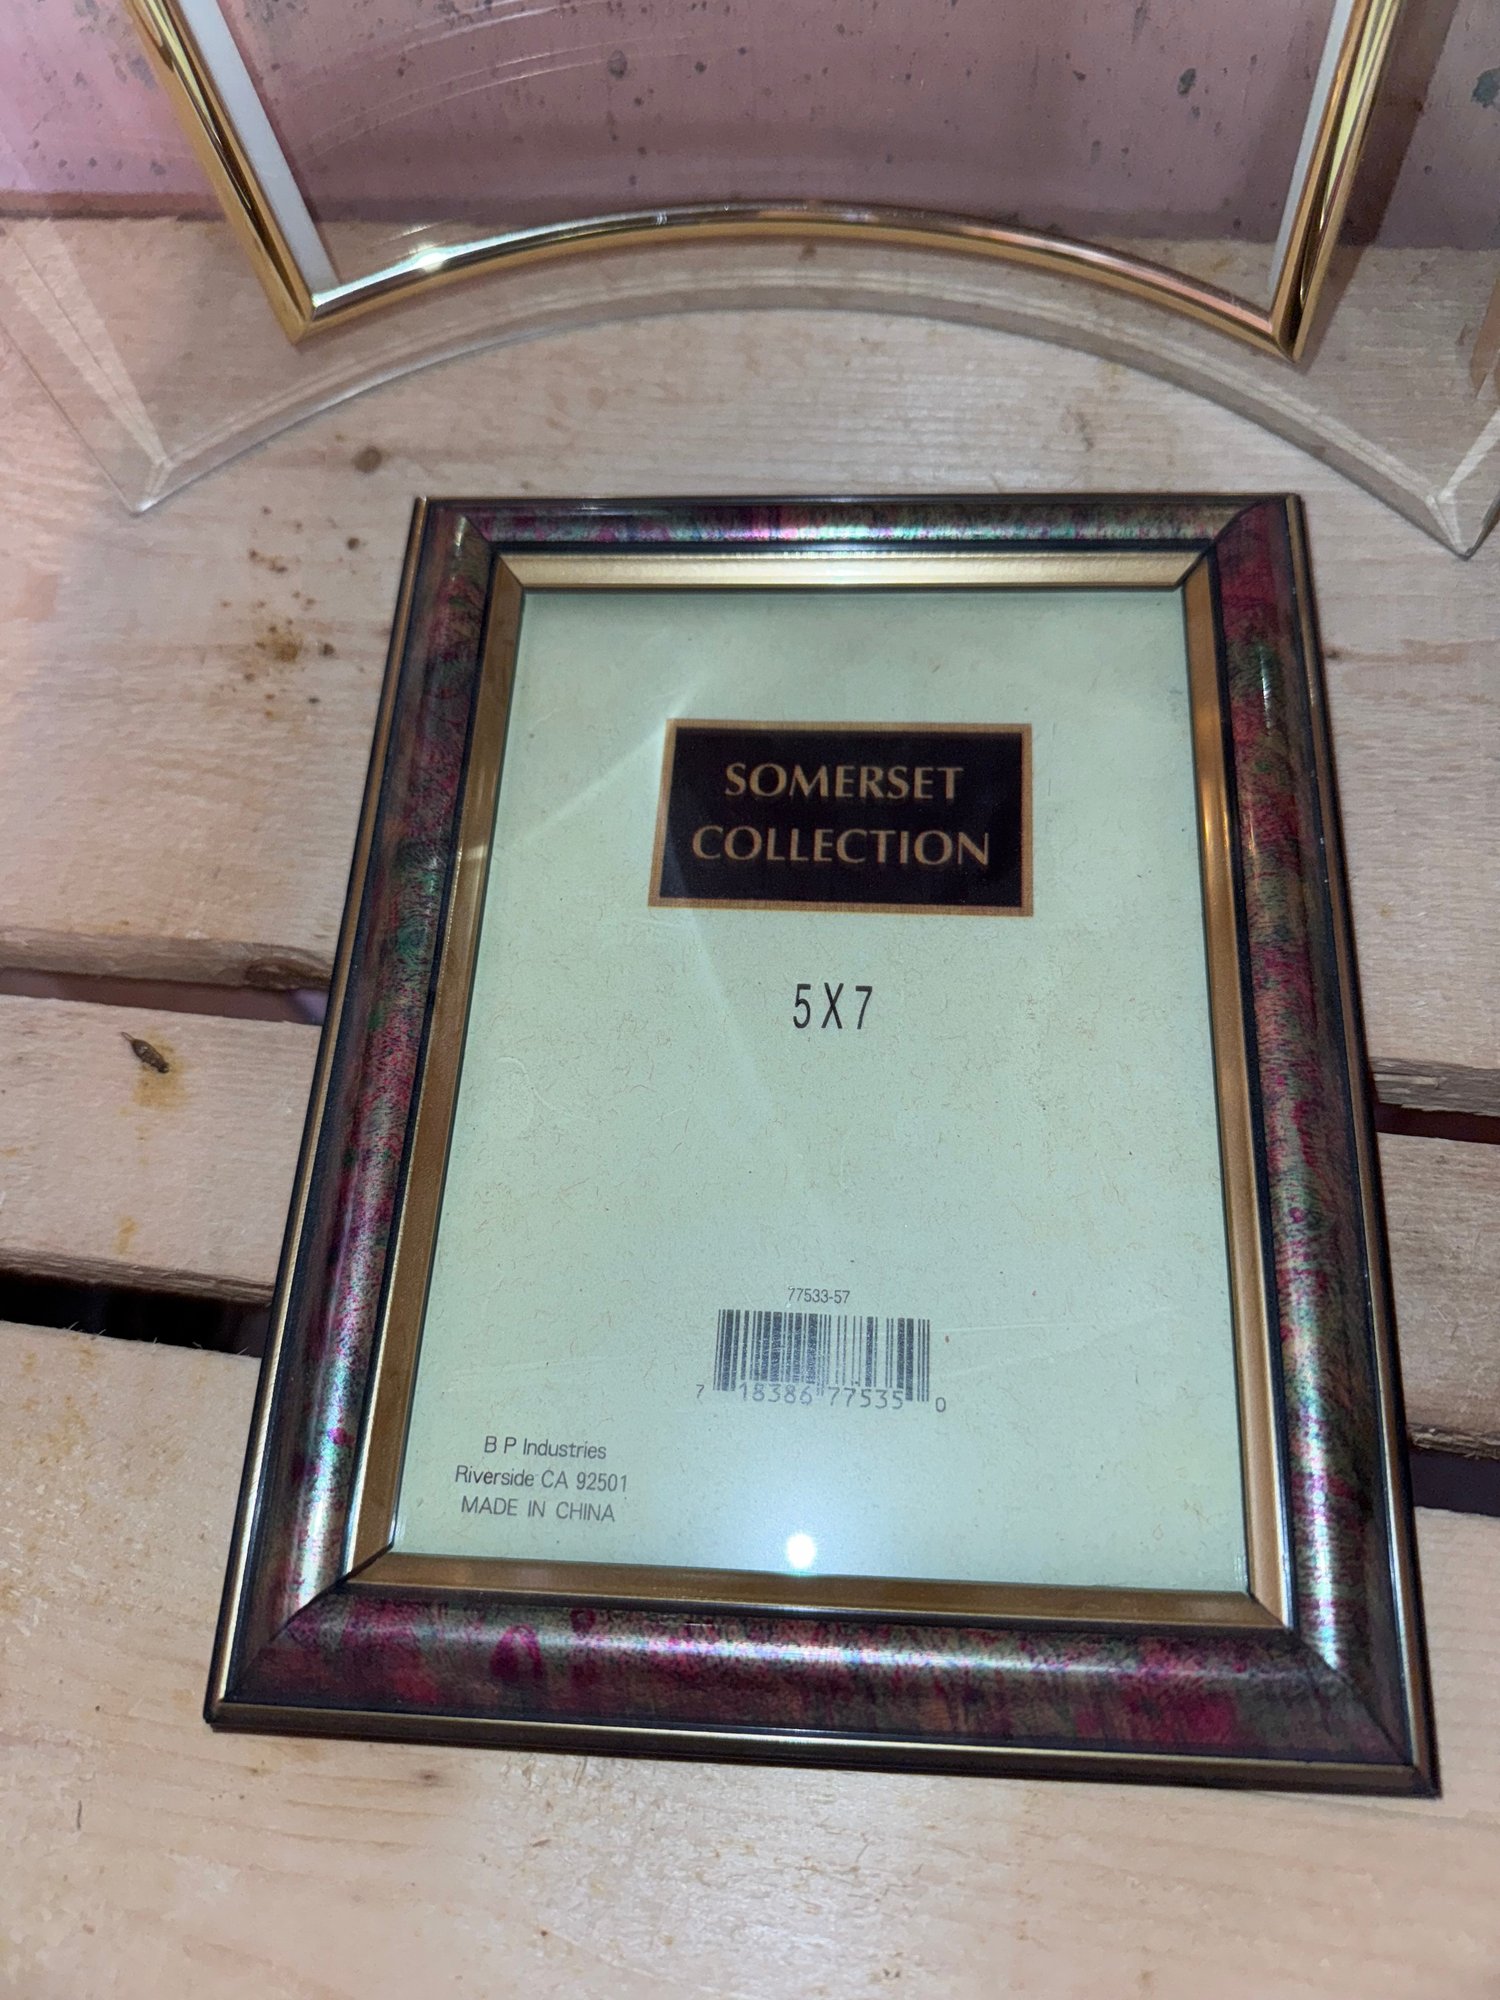 SOMERSET
COLLECTION
5X7
77533-57
7 18386 77535 0
B P Industries
Riverside CA 92501
MADE IN CHINA